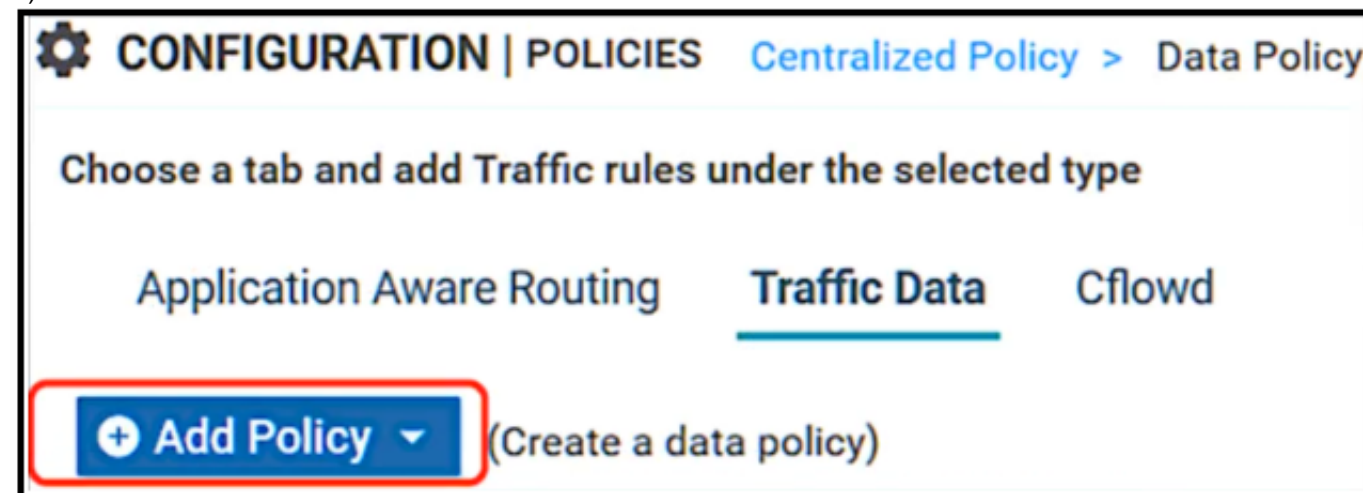 CONFIGURATION | POLICIES Centralized Policy > Data Policy
Choose a tab and add Traffic rules under the selected type
Application Aware Routing Traffic Data Cflowd
Add Policy (Create a data policy)